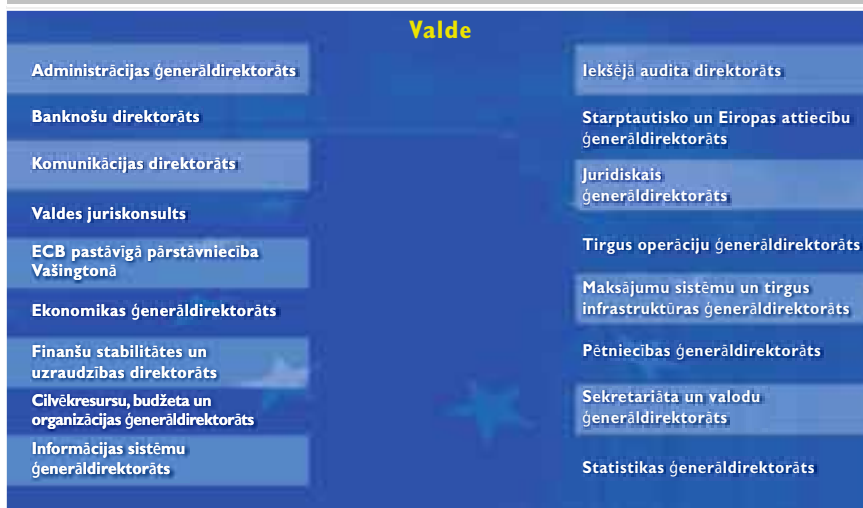 Valde
Administrācijas ģenerāldirektorāts
Banknošu direktorāts
Komunikācijas direktorāts
Valdes juriskonsults
ECB pastāvīgā pārstāvniecība
Vašingtonā
Ekonomikas ģenerāldirektorāts
Finanšu stabilitātes un
uzraudzības direktorāts
Cilvēkresursu, budžeta un
organizācijas ģenerāldirektorāts
Informācijas sistēmu
ģenerāldirektorāts
Iekšējā audita direktorāts
Starptautisko un Eiropas attiecību
ģenerāldirektorāts
Juridiskais
ģenerāldirektorāts
Tirgus operāciju ģenerāldirektorāts
Maksājumu sistēmu un tirgus
infrastruktūras ģenerāldirektorāts
Pētniecības ģenerāldirektorāts
Sekretariāta un valodu
ģenerāldirektorāts
Statistikas ģenerāldirektorāts